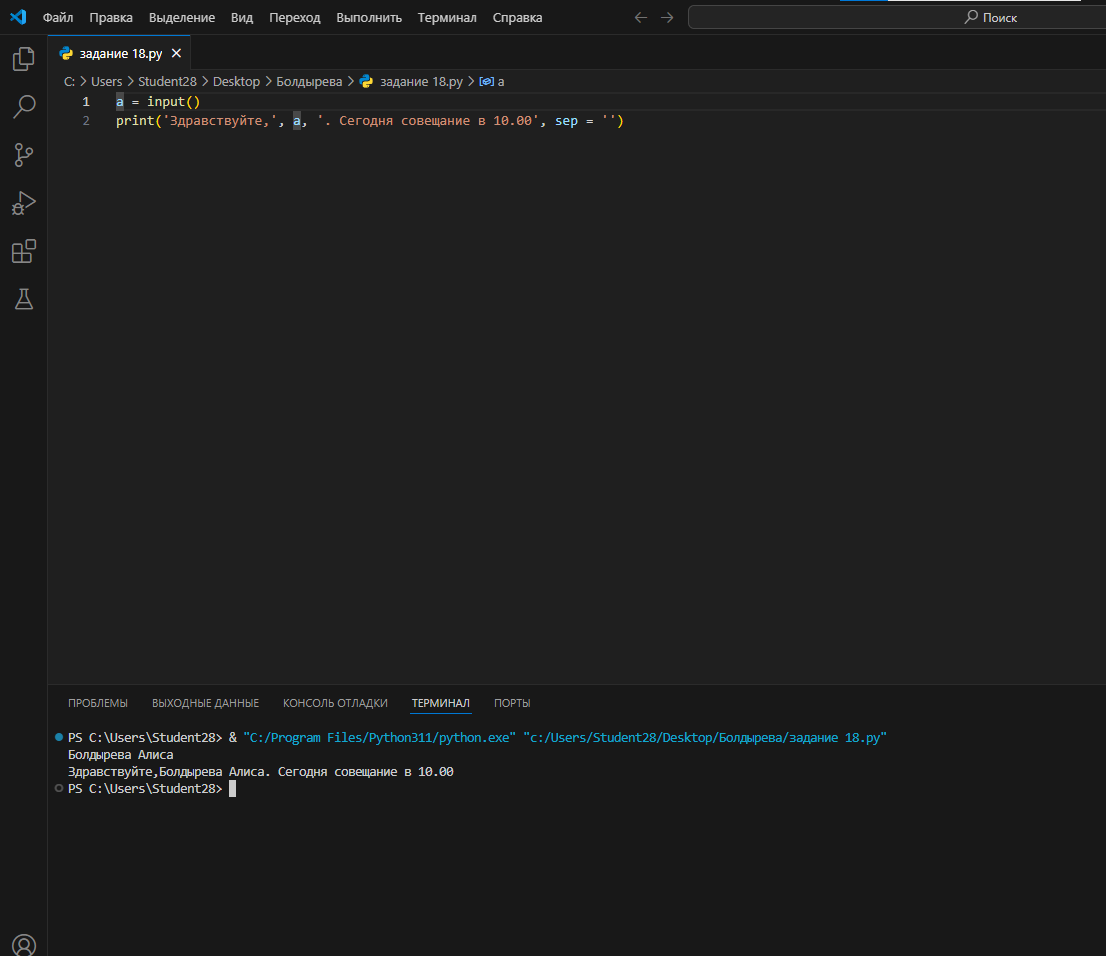 Файл Правка Выделение Вид Переход Выполнить Терминал Справка Поиск
задание 18.py
C: > Users > Student28 > Desktop > Болдырева > задание 18.py > a
1 a = input()
2 print('Здравствуйте,', a, '. Сегодня совещание в 10.00', sep = '')
ПРОБЛЕМЫ ВЫХОДНЫЕ ДАННЫЕ КОНСОЛЬ ОТЛАДКИ ТЕРМИНАЛ ПОРТЫ
PS C:\Users\Student28> & "C:/Program Files/Python311/python.exe" "c:/Users/Student28/Desktop/Болдырева/задание 18.py"
Болдырева Алиса
Здравствуйте,Болдырева Алиса. Сегодня совещание в 10.00
PS C:\Users\Student28>